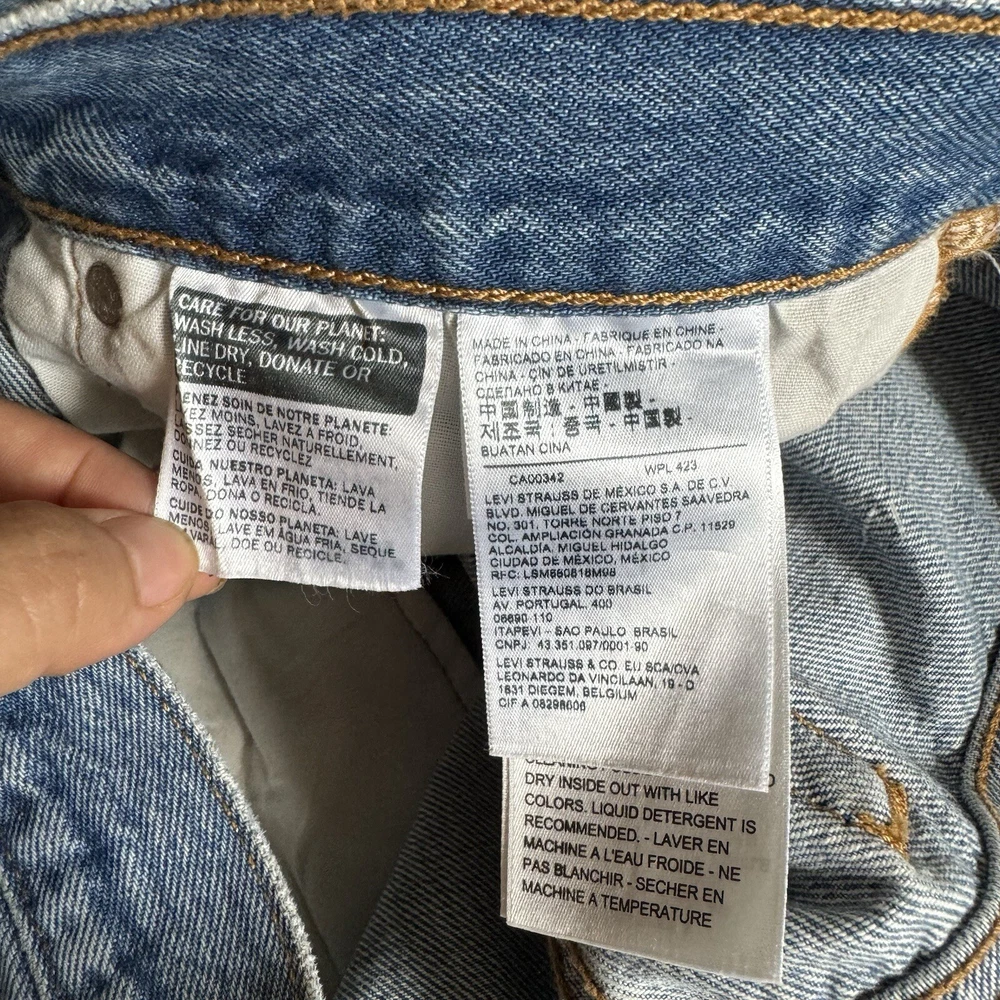 CARE FOR OUR PLANET:
WASH LESS, WASH COLD,
LINE DRY, DONATE OR
RECYCLE
ENEZ SOIN DE NOTRE PLANETE:
VEZ MOINS, LAVEZ A FROID,
SSEZ SECHER NATURELLEMENT,
DONNEZ OU RECYCLEZ
CUIDA NUESTRO PLANETA: LAVA
MENOS, LAVA EN FRIO, TIENDE LA
ROPA, DONA O RECICLA.
CUIDE DO NOSSO PLANETA: LAVE
MENOS, LAVE EM AGUA FRIA, SEQUE
VARAL, DOE OU RECICLE.
MADE IN CHINA - FABRIQUE EN CHINE -
FABRICADO EN CHINA - FABRICADO NA
CHINA - ÇIN DE URETILMISTIR -
СДЕЛАНО В КИТАЕ -
中国制造 - 中國製 -
제조국 : 중국 - 中国製 -
BUATAN CINA
CA00342 WPL 423
LEVI STRAUSS DE MÉXICO S.A. DE C.V.
BLVD. MIGUEL DE CERVANTES SAAVEDRA
NO. 301, TORRE NORTE PISO 7
COL. AMPLIACIÓN GRANADA C.P. 11529
ALCALDÍA, MIGUEL HIDALGO
CIUDAD DE MÉXICO, MÉXICO
RFC: LSM850618M98
LEVI STRAUSS DO BRASIL
AV. PORTUGAL, 400
06690 110
ITAPEVI - SAO PAULO BRASIL
CNPJ: 43.351.097/0001-90
LEVI STRAUSS & CO. EU SCA/CVA
LEONARDO DA VINCILAAN, 19 - D
1831 DIEGEM, BELGIUM
CIF A 08298006
DRY INSIDE OUT WITH LIKE
COLORS. LIQUID DETERGENT IS
RECOMMENDED. - LAVER EN
MACHINE A L'EAU FROIDE - NE
PAS BLANCHIR - SECHER EN
MACHINE A TEMPERATURE